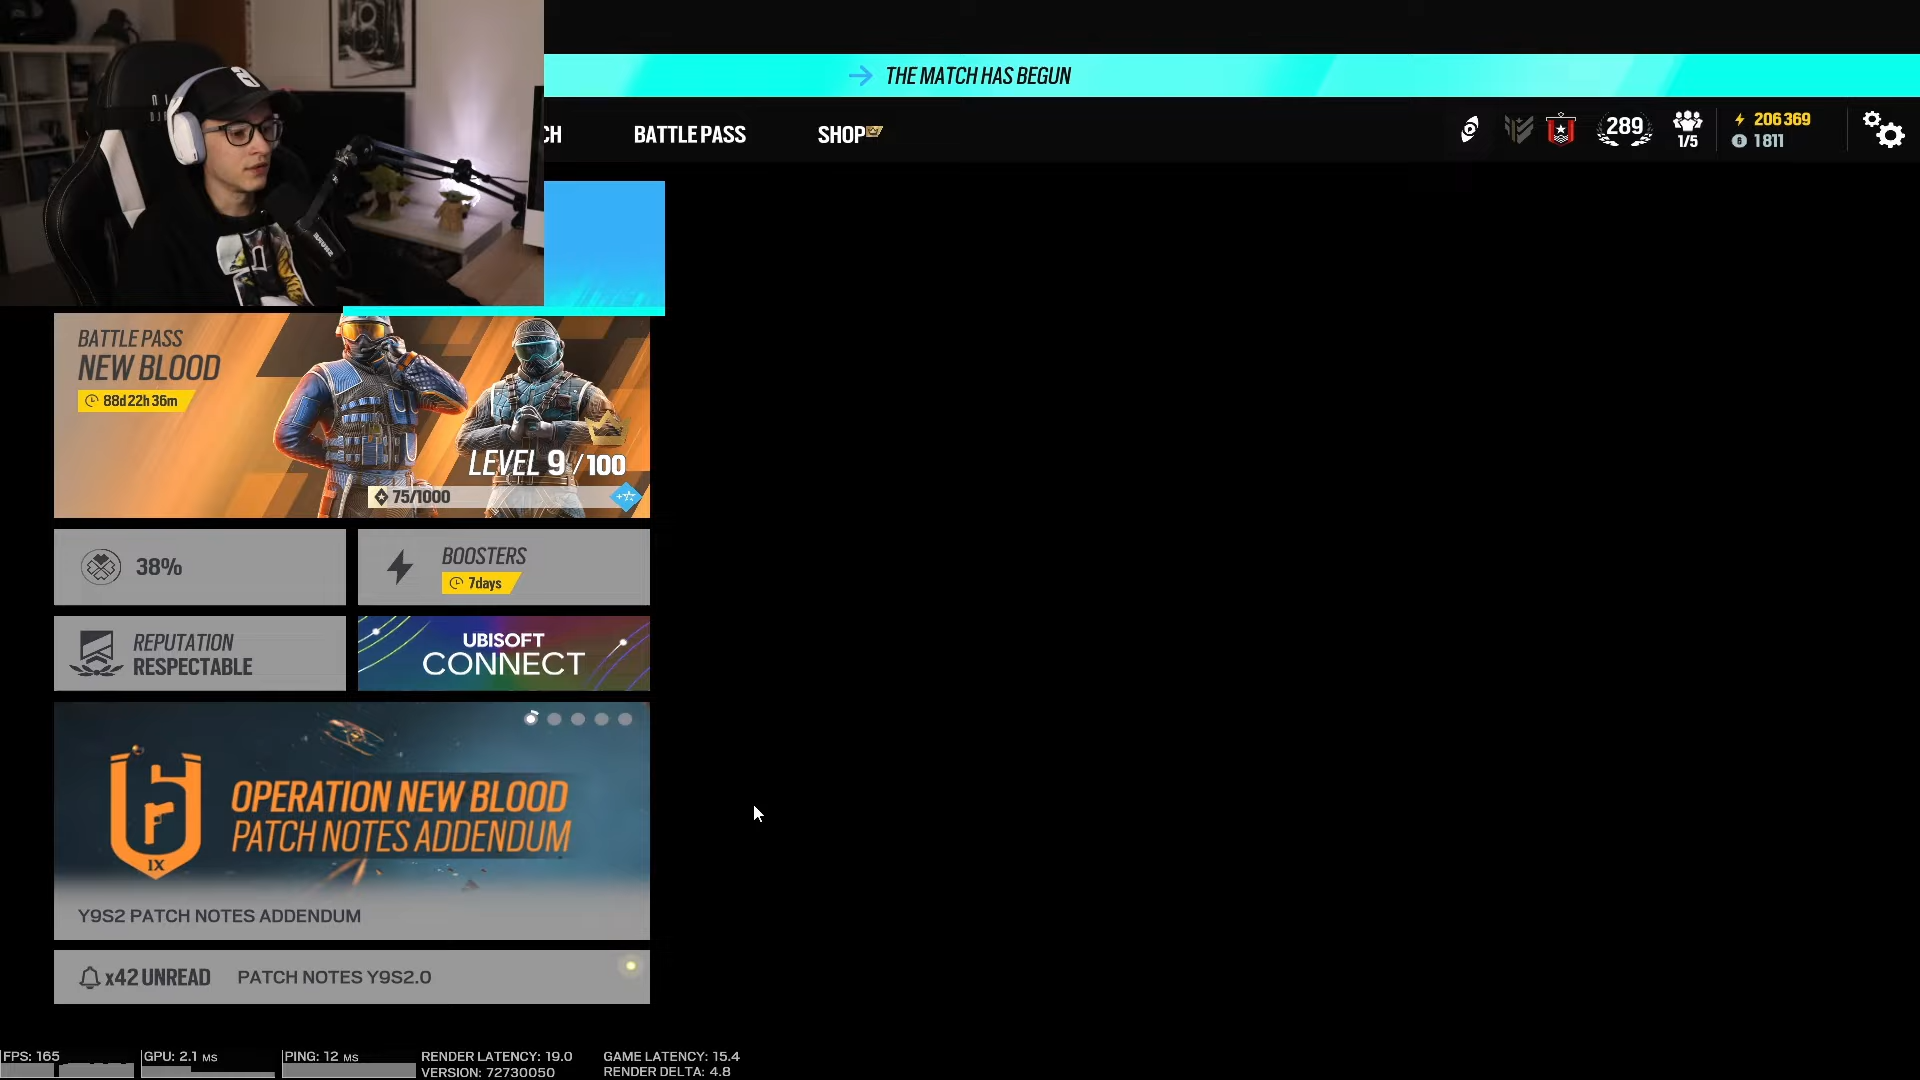 THE MATCH HAS BEGUN
CH BATTLE PASS SHOP
289 1/5 206 369
1 811
BATTLE PASS
NEW BLOOD
88d 22h 36m
LEVEL 9 / 100
75/1000
38%
BOOSTERS
7days
REPUTATION
RESPECTABLE
UBISOFT
CONNECT
OPERATION NEW BLOOD
PATCH NOTES ADDENDUM
IX
Y9S2 PATCH NOTES ADDENDUM
x42 UNREAD PATCH NOTES Y9S2.0
FPS: 165 GPU: 2.1 MS PING: 12 MS RENDER LATENCY: 19.0 GAME LATENCY: 15.4
VERSION: 72730050 RENDER DELTA: 4.8